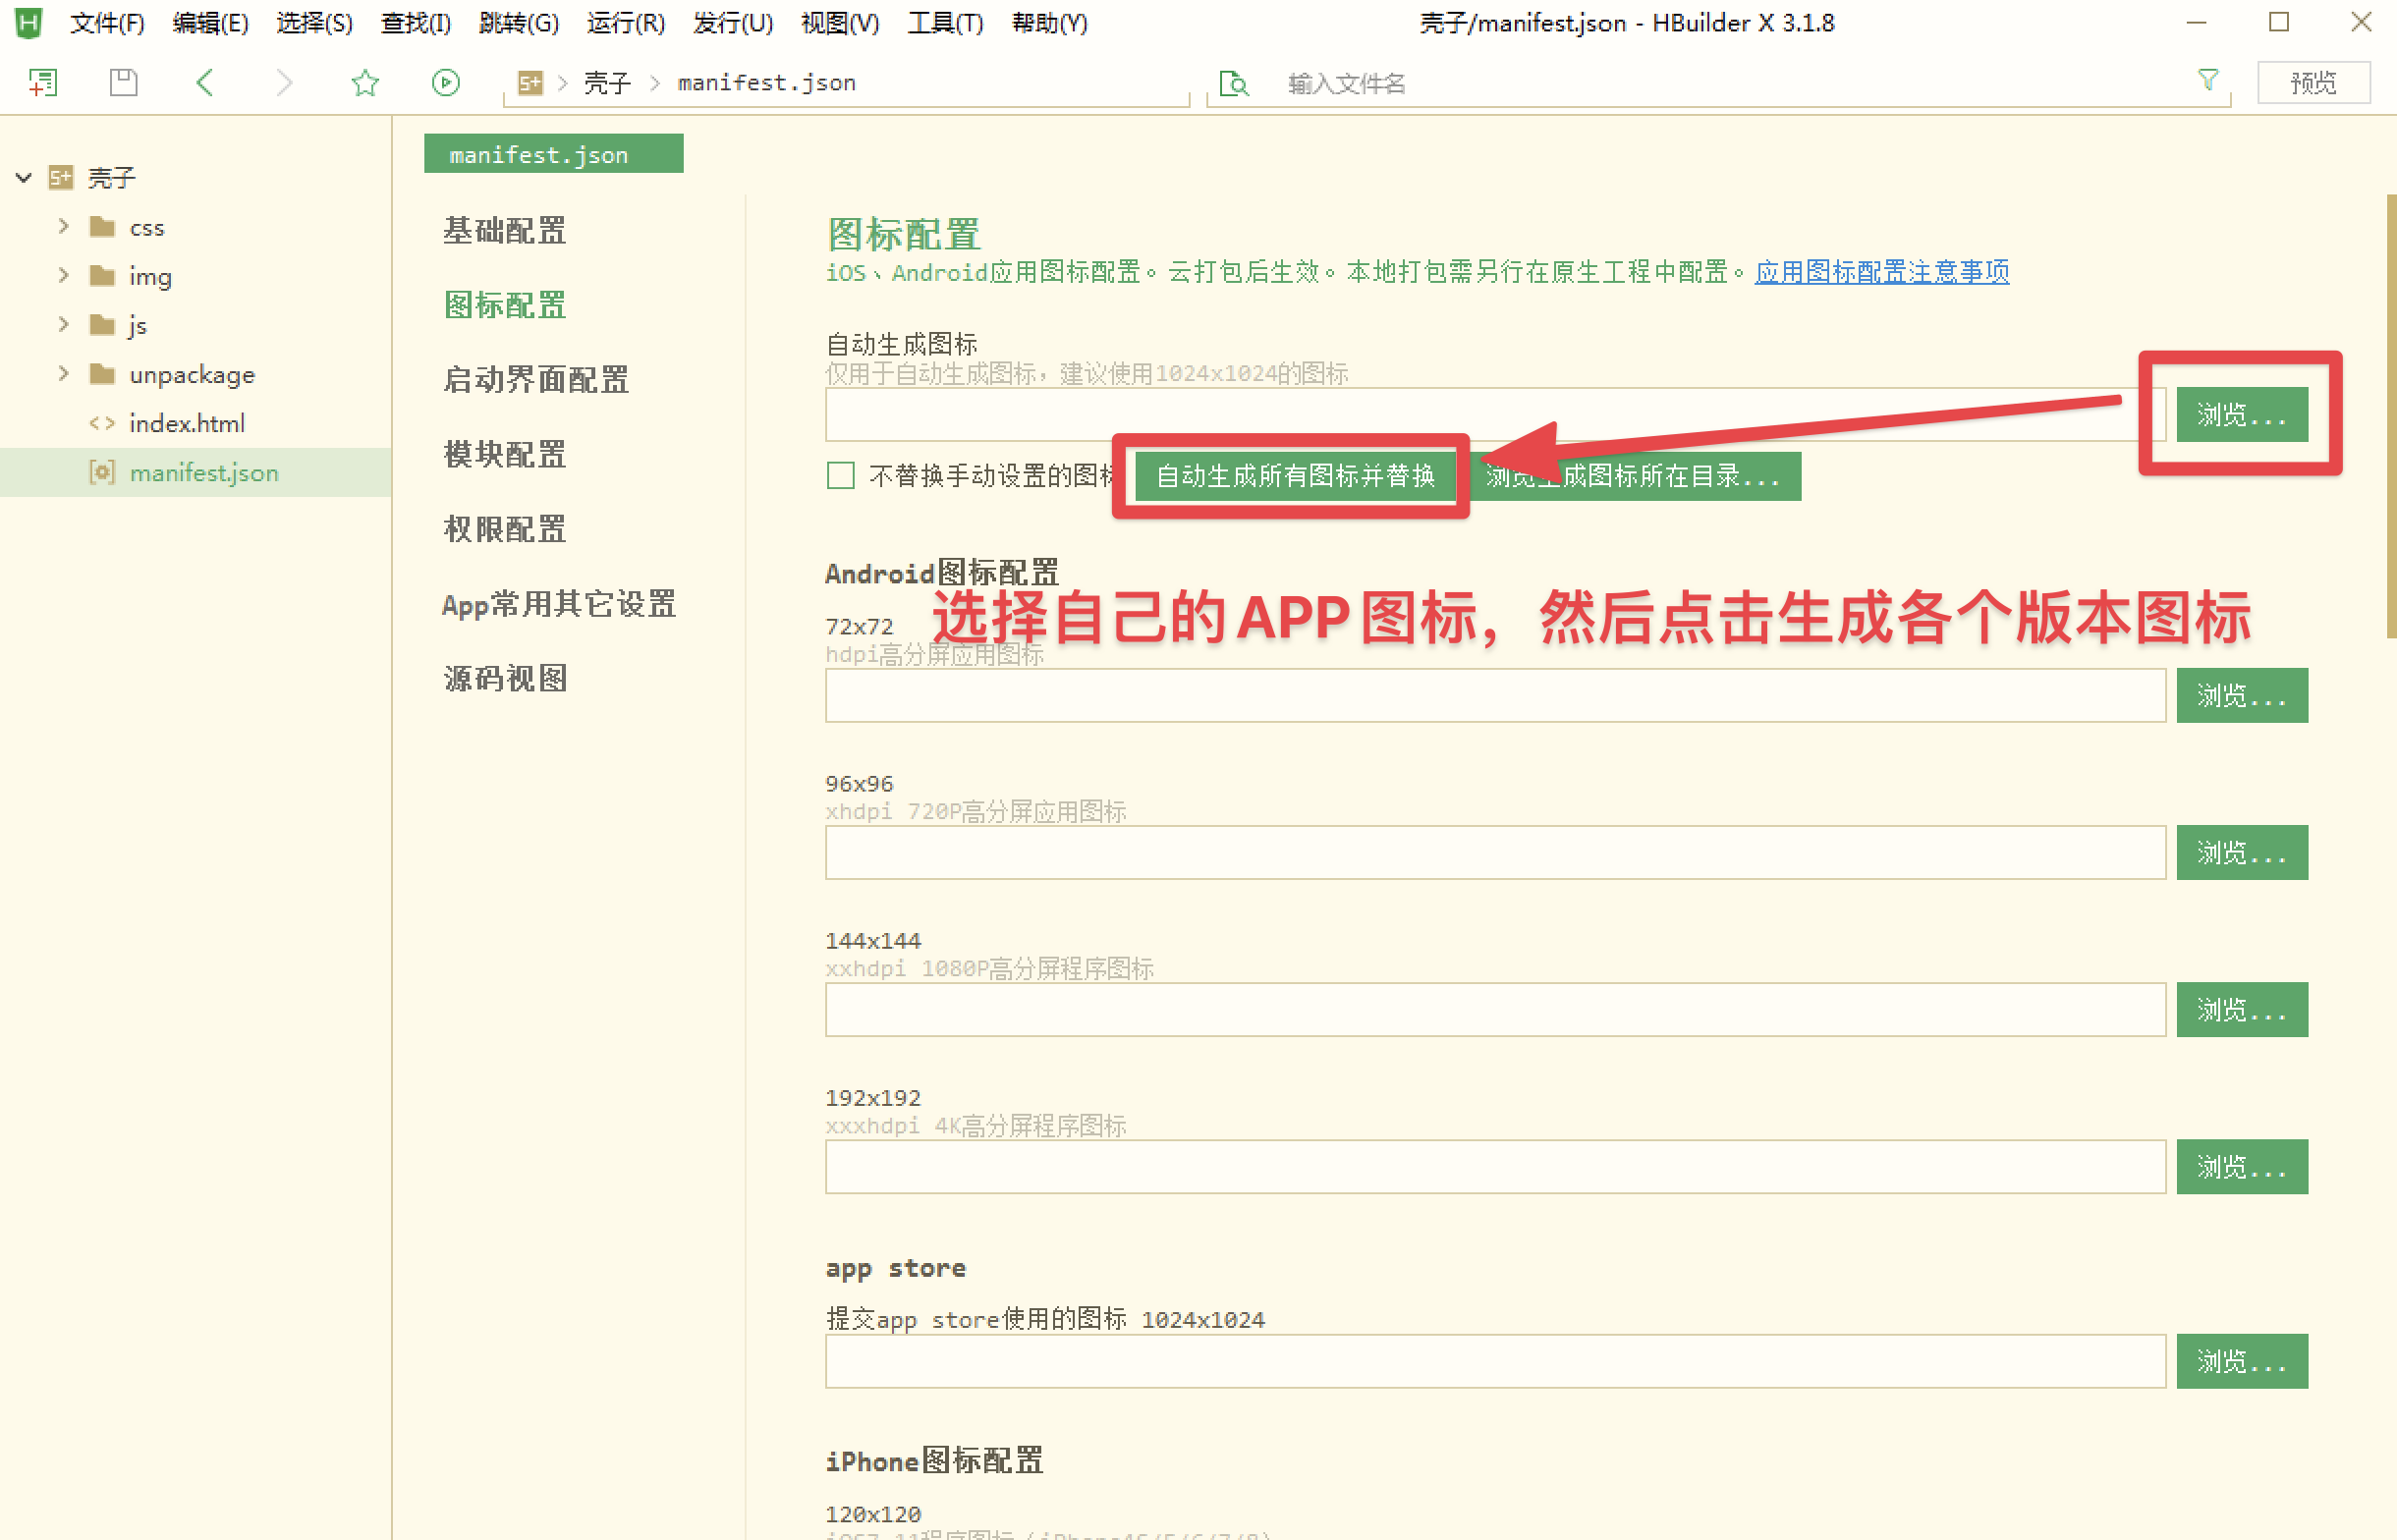 文件(F) 编辑(E) 选择(S) 查找(I) 跳转(G) 运行(R) 发行(U) 视图(V) 工具(T) 帮助(Y) 壳子/manifest.json - HBuilder X 3.1.8
壳子 manifest.json 输入文件名 预览
壳子
css
img
js
unpackage
index.html
manifest.json
manifest.json
基础配置
图标配置
启动界面配置
模块配置
权限配置
App常用其它设置
源码视图
图标配置
iOS、Android应用图标配置。云打包后生效。本地打包需另行在原生工程中配置。应用图标配置注意事项
自动生成图标
仅用于自动生成图标，建议使用1024x1024的图标
浏览...
不替换手动设置的图标 自动生成所有图标并替换 浏览生成图标所在目录...
Android图标配置
选择自己的APP图标，然后点击生成各个版本图标
72x72
hdpi高分屏应用图标
浏览...
96x96
xhdpi 720P高分屏应用图标
浏览...
144x144
xxhdpi 1080P高分屏程序图标
浏览...
192x192
xxxhdpi 4K高分屏程序图标
浏览...
app store
提交app store使用的图标 1024x1024
浏览...
iPhone图标配置
120x120